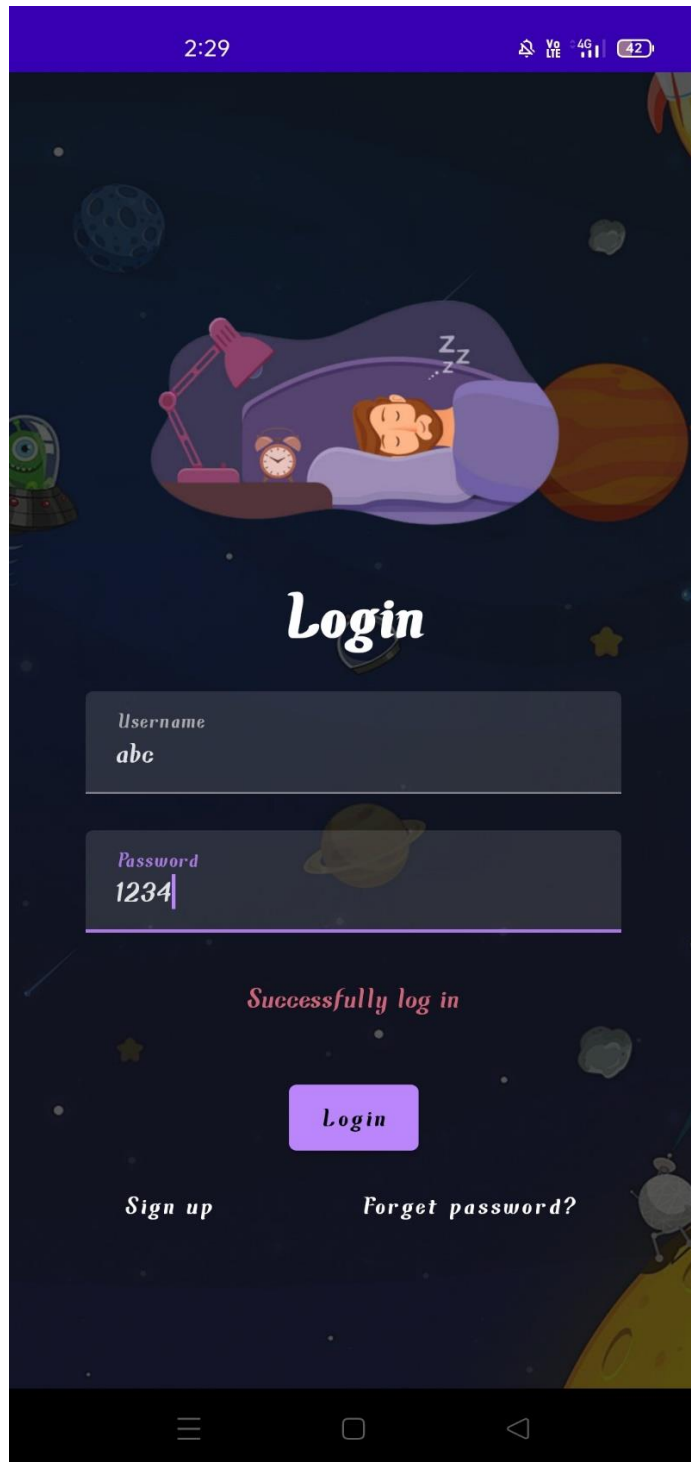 2:29
Vo LTE 4G 42
z z z
Login
Username
abc
Password
1234
Successfully log in
Login
Sign up Forget password?